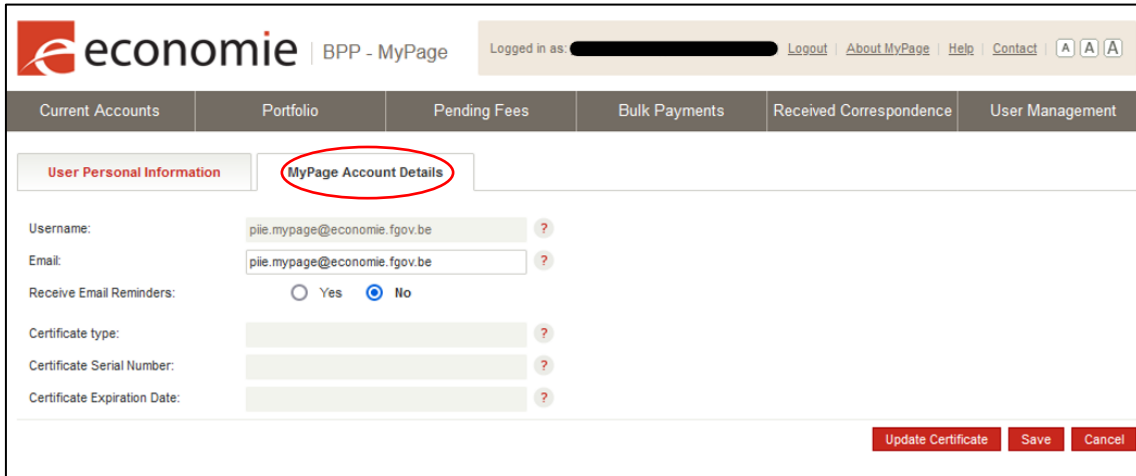 economie | BPP - MyPage Logged in as: Logout | About MyPage | Help | Contact | A A A
Current Accounts Portfolio Pending Fees Bulk Payments Received Correspondence User Management
User Personal Information MyPage Account Details
Username: piie.mypage@economie.fgov.be ?
Email: piie.mypage@economie.fgov.be ?
Receive Email Reminders: Yes No
Certificate type: ?
Certificate Serial Number: ?
Certificate Expiration Date: ?
Update Certificate Save Cancel